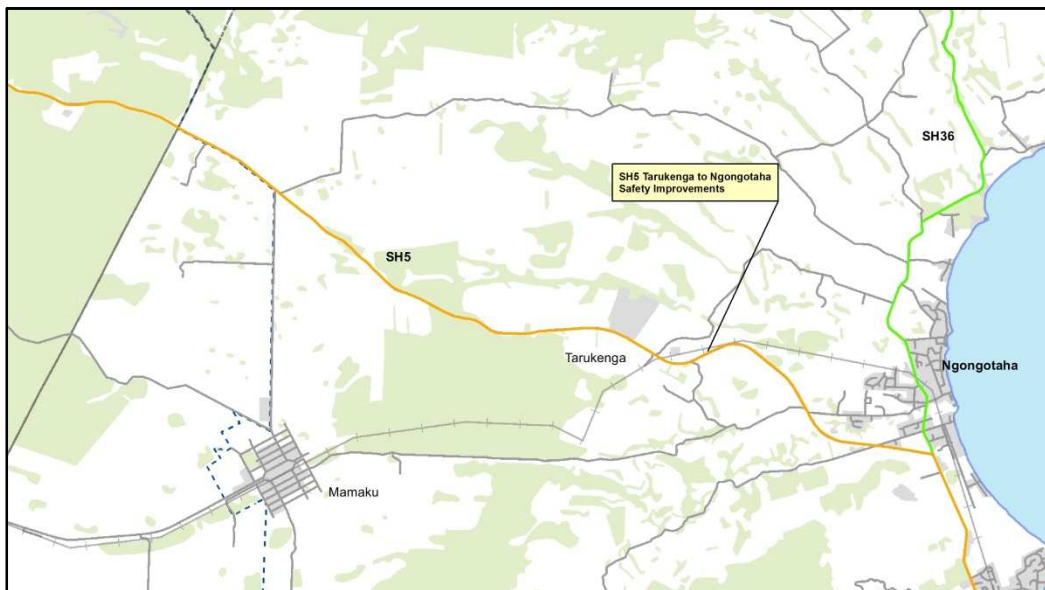 SH36
SH5 Tarukenga to Ngongotaha
Safety Improvements
SH5
Tarukenga
Ngongotaha
Mamaku